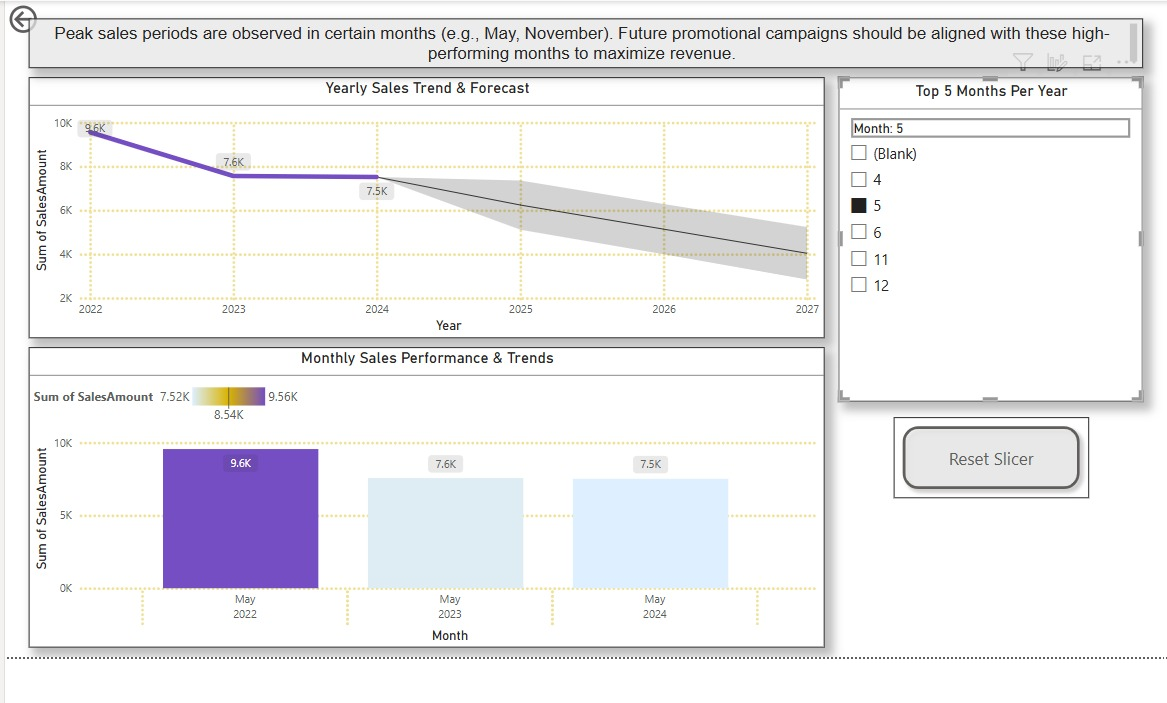 Peak sales periods are observed in certain months (e.g., May, November). Future promotional campaigns should be aligned with these high-
performing months to maximize revenue.
Yearly Sales Trend & Forecast
Sum of SalesAmount
10K
8K
6K
4K
2K
9.6K
7.6K
7.5K
2022
2023
2024
2025
2026
2027
Year
Top 5 Months Per Year
Month: 5
(Blank)
4
5
6
11
12
Reset Slicer
Monthly Sales Performance & Trends
Sum of SalesAmount 7.52K 9.56K
8.54K
Sum of SalesAmount
10K
5K
0K
9.6K
7.6K
7.5K
May
2022
May
2023
May
2024
Month